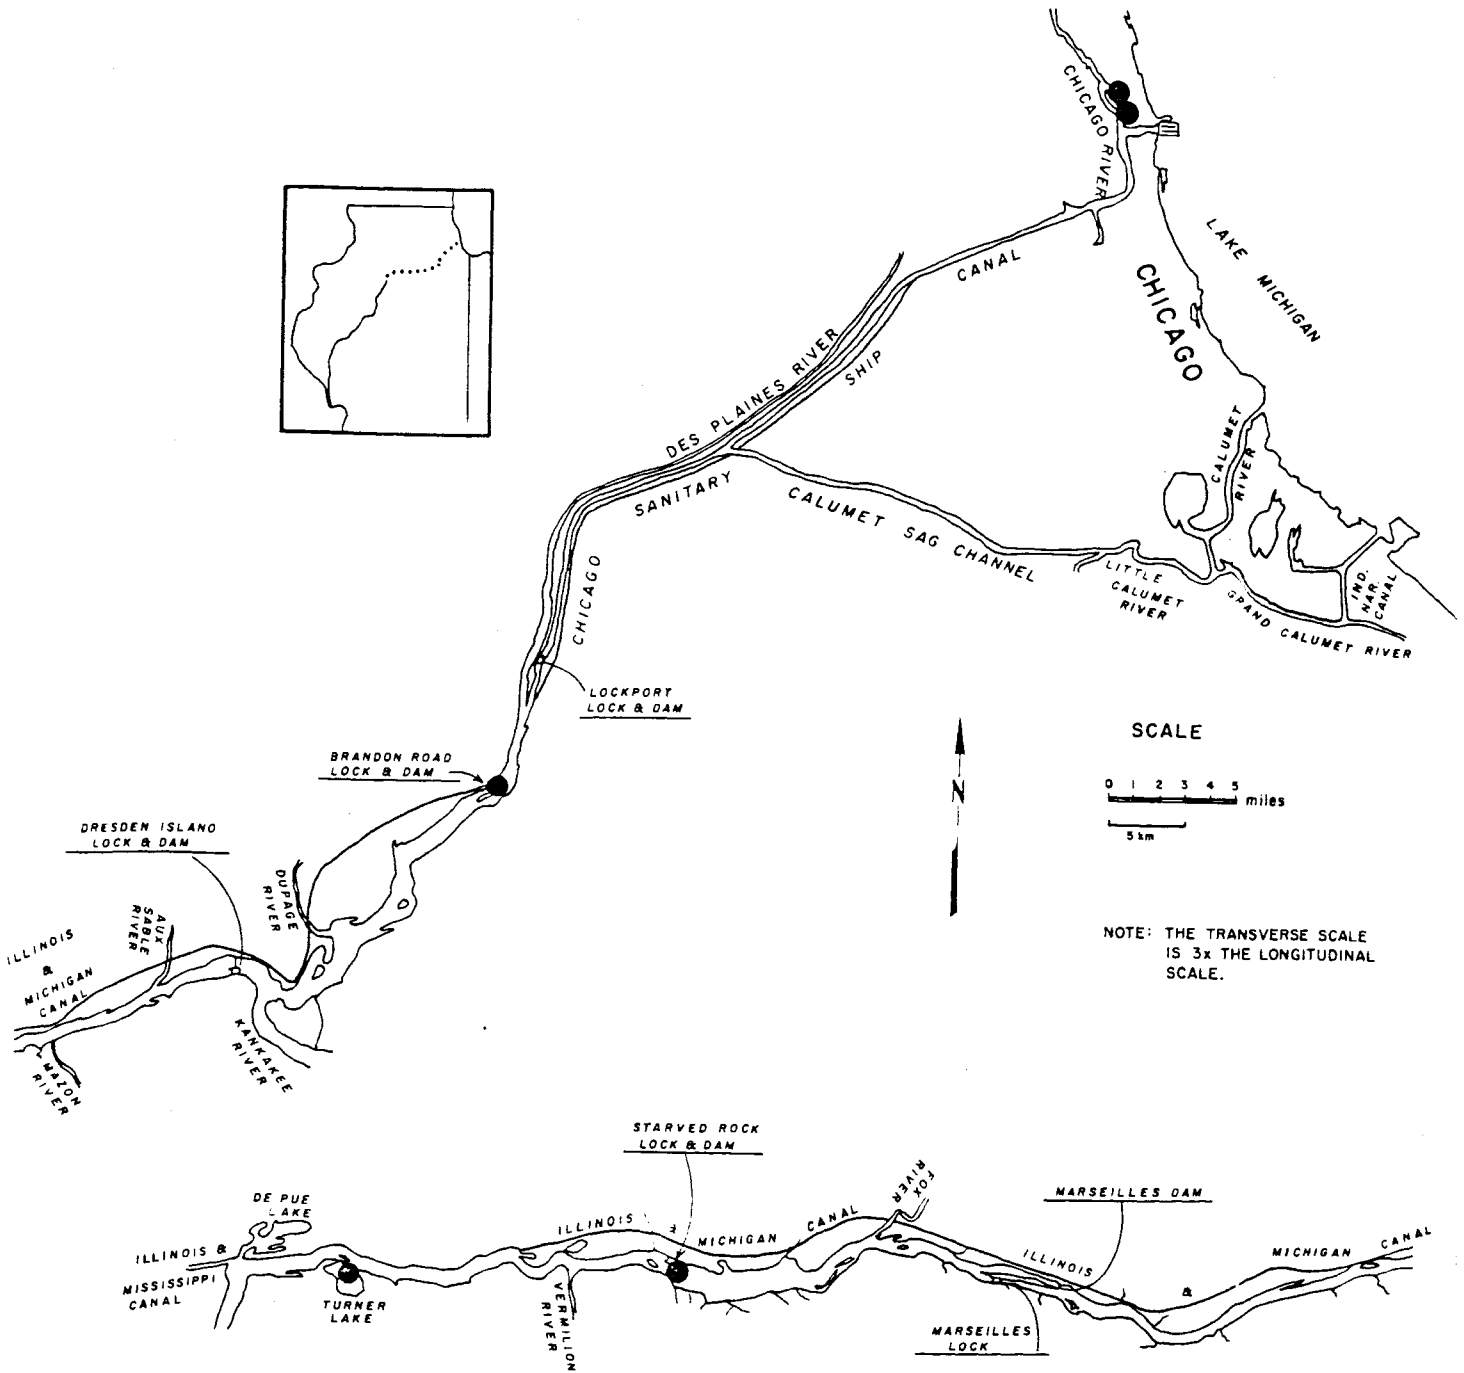 CHICAGO RIVER
LAKE MICHIGAN
CHICAGO
CANAL
SHIP
DES PLAINES RIVER
SANITARY
CHICAGO
CALUMET SAG CHANNEL
CALUMET
RIVER
LITTLE
CALUMET
RIVER
GRAND CALUMET RIVER
IND.
NAR.
CANAL
LOCKPORT
LOCK & DAM
BRANDON ROAD
LOCK & DAM
DRESDEN ISLAND
LOCK & DAM
DUPAGE
RIVER
AUX
SABLE
RIVER
ILLINOIS
&
MICHIGAN
CANAL
KANKAKEE
RIVER
MAZON
RIVER
N
SCALE
0 1 2 3 4 5
miles
5 km
NOTE: THE TRANSVERSE SCALE
IS 3x THE LONGITUDINAL
SCALE.
STARVED ROCK
LOCK & DAM
DE PUE
LAKE
ILLINOIS &
MISSISSIPPI
CANAL
TURNER
LAKE
VERMILION
RIVER
ILLINOIS
MICHIGAN
CANAL
FOX
RIVER
MARSEILLES DAM
MARSEILLES
LOCK
ILLINOIS
&
MICHIGAN
CANAL